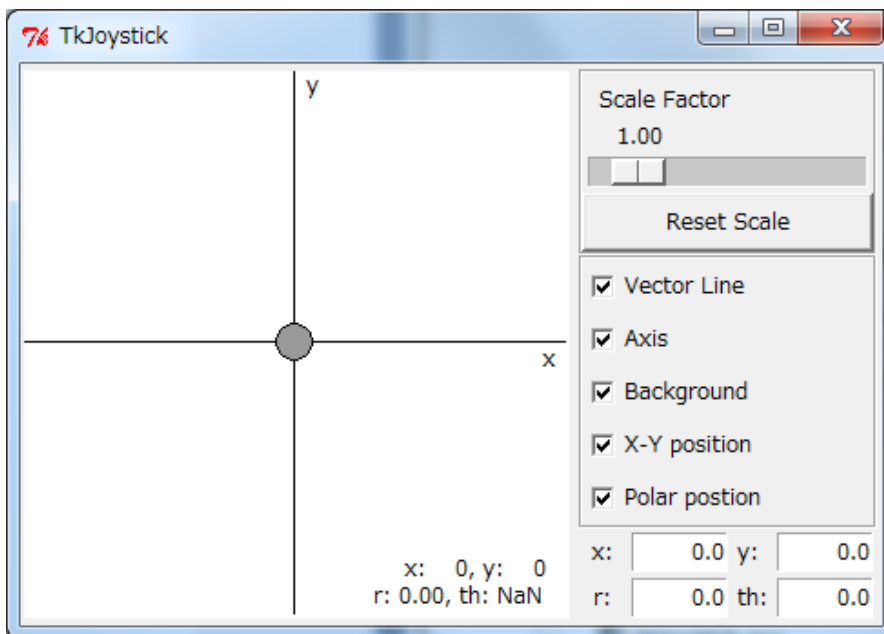 TkJoystick
y
x
x: 0, y: 0
r: 0.00, th: NaN
Scale Factor
1.00
Reset Scale
Vector Line
Axis
Background
X-Y position
Polar postion
x: 0.0 y: 0.0
r: 0.0 th: 0.0